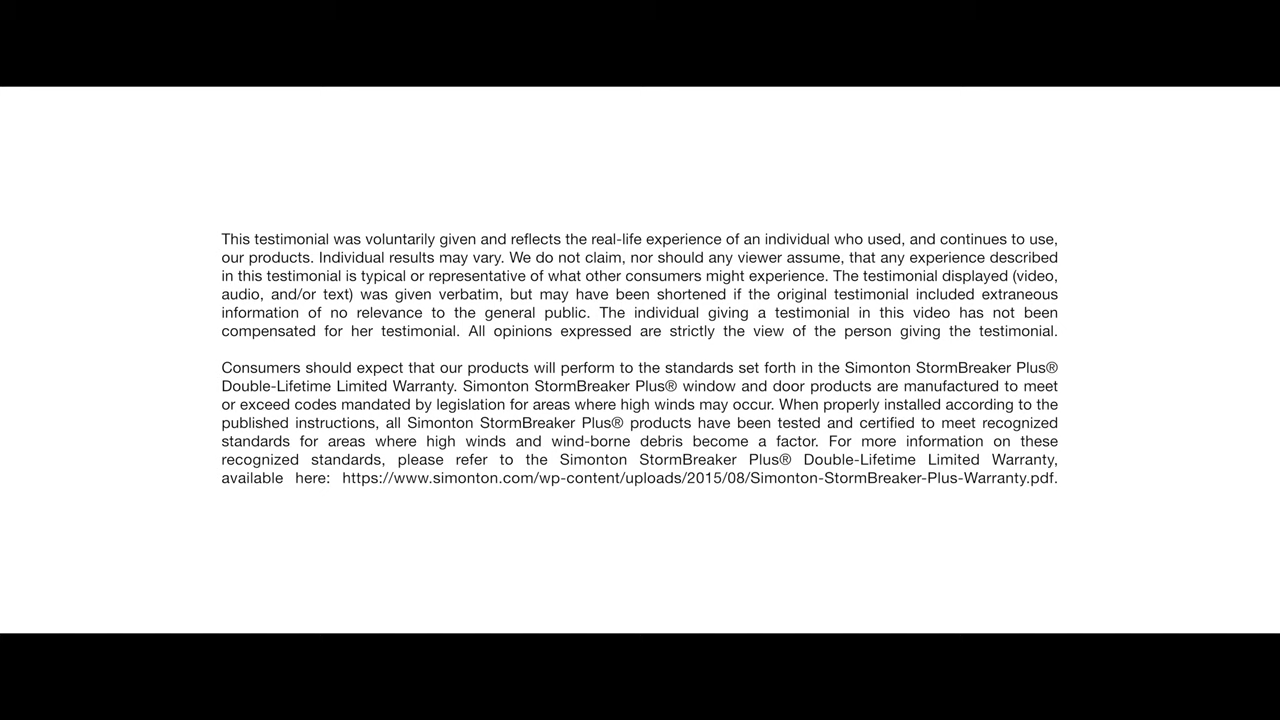 This testimonial was voluntarily given and reflects the real-life experience of an individual who used, and continues to use,
our products. Individual results may vary. We do not claim, nor should any viewer assume, that any experience described
in this testimonial is typical or representative of what other consumers might experience. The testimonial displayed (video,
audio, and/or text) was given verbatim, but may have been shortened if the original testimonial included extraneous
information of no relevance to the general public. The individual giving a testimonial in this video has not been
compensated for her testimonial. All opinions expressed are strictly the view of the person giving the testimonial.
Consumers should expect that our products will perform to the standards set forth in the Simonton StormBreaker Plus®
Double-Lifetime Limited Warranty. Simonton StormBreaker Plus® window and door products are manufactured to meet
or exceed codes mandated by legislation for areas where high winds may occur. When properly installed according to the
published instructions, all Simonton StormBreaker Plus® products have been tested and certified to meet recognized
standards for areas where high winds and wind-borne debris become a factor. For more information on these
recognized standards, please refer to the Simonton StormBreaker Plus® Double-Lifetime Limited Warranty,
available here: https://www.simonton.com/wp-content/uploads/2015/08/Simonton-StormBreaker-Plus-Warranty.pdf.